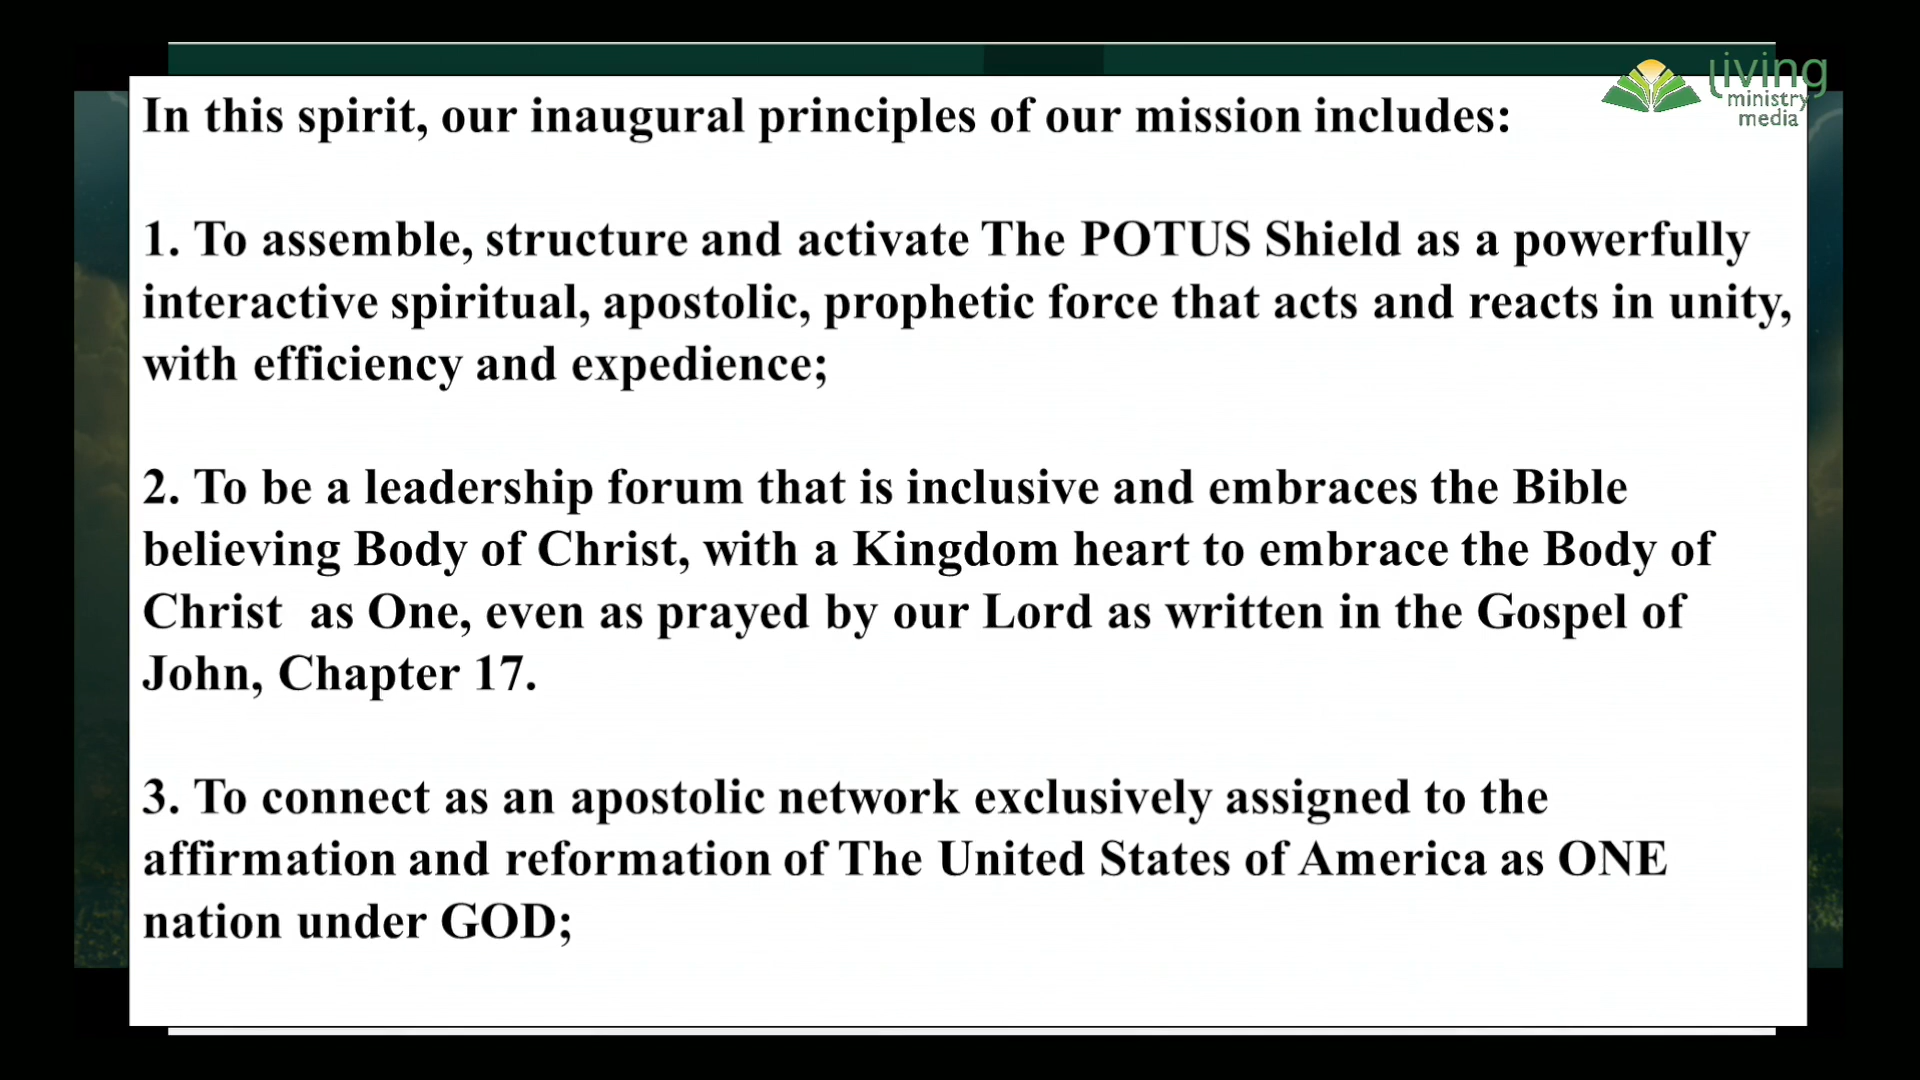 living
ministry
media
In this spirit, our inaugural principles of our mission includes:
1. To assemble, structure and activate The POTUS Shield as a powerfully
interactive spiritual, apostolic, prophetic force that acts and reacts in unity,
with efficiency and expedience;
2. To be a leadership forum that is inclusive and embraces the Bible
believing Body of Christ, with a Kingdom heart to embrace the Body of
Christ  as One, even as prayed by our Lord as written in the Gospel of
John, Chapter 17.
3. To connect as an apostolic network exclusively assigned to the
affirmation and reformation of The United States of America as ONE
nation under GOD;